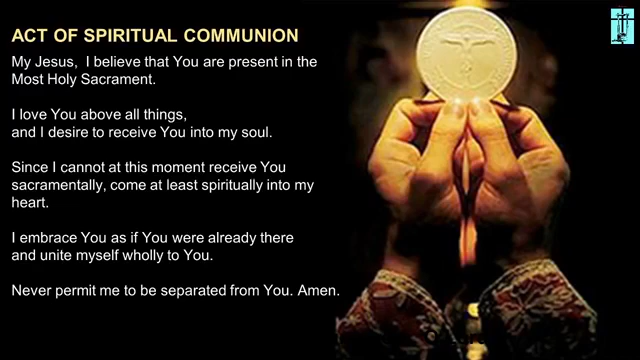 ACT OF SPIRITUAL COMMUNION
My Jesus,  I believe that You are present in the
Most Holy Sacrament.
I love You above all things,
and I desire to receive You into my soul.
Since I cannot at this moment receive You
sacramentally, come at least spiritually into my
heart.
I embrace You as if You were already there
and unite myself wholly to You.
Never permit me to be separated from You. Amen.